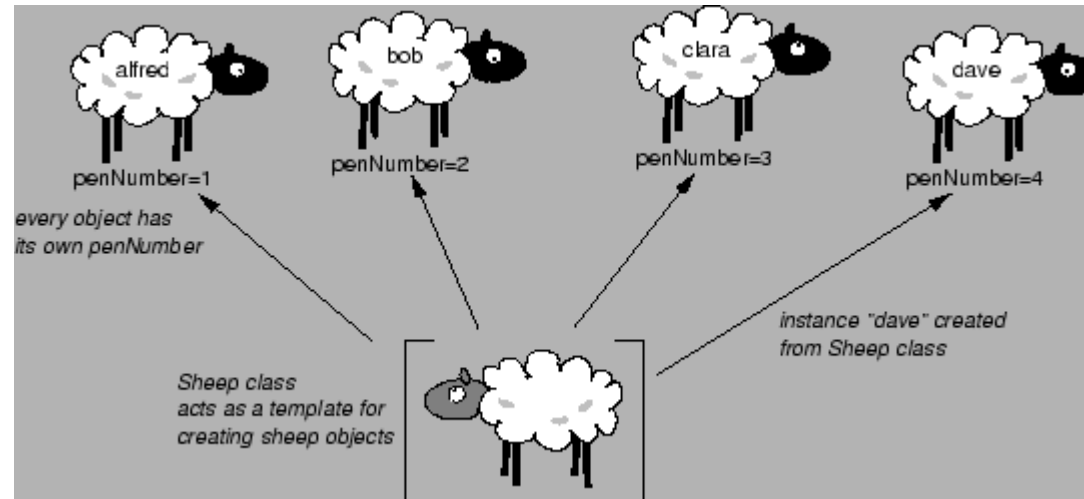 alfred
bob
clara
dave
penNumber=1
penNumber=2
penNumber=3
penNumber=4
every object has
its own penNumber
instance "dave" created
from Sheep class
Sheep class
acts as a template for
creating sheep objects